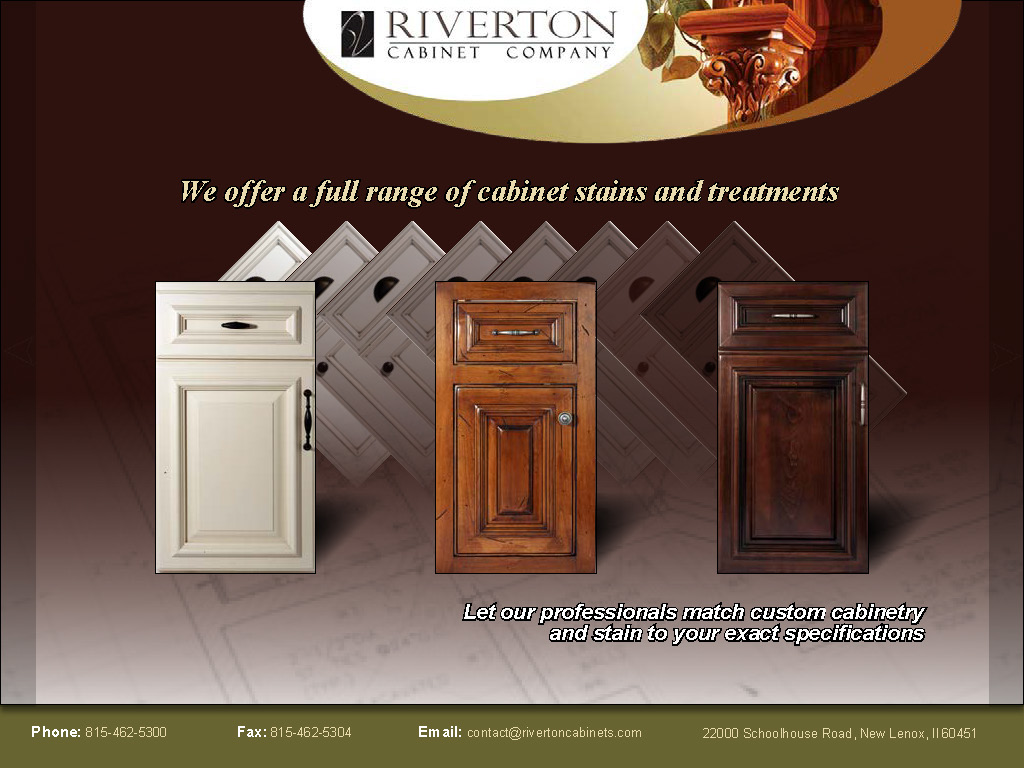 RIVERTON
CABINET COMPANY
We offer a full range of cabinet stains and treatments
Let our professionals match custom cabinetry
and stain to your exact specifications
Phone: 815-462-5300 Fax: 815-462-5304 Email: contact@rivertoncabinets.com 22000 Schoolhouse Road, New Lenox, Il 60451